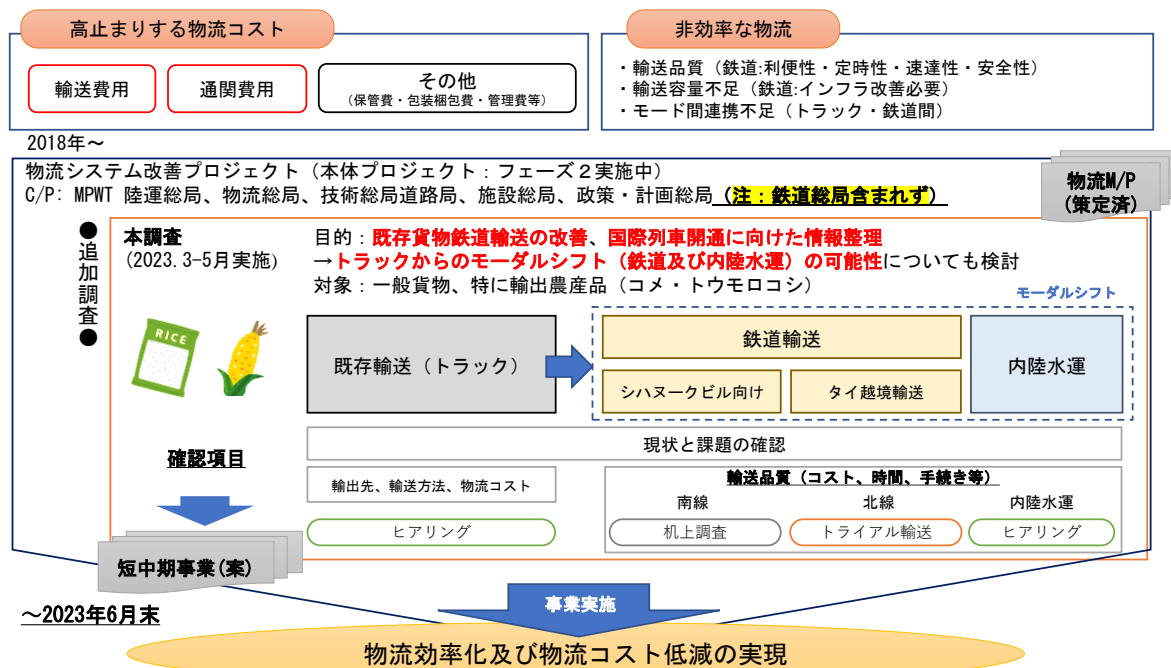 高止まりする物流コスト
輸送費用
通関費用
その他
(保管費・包装梱包費・管理費等)
非効率な物流
・輸送品質(鉄道:利便性・定時性・速達性・安全性)
・輸送容量不足(鉄道:インフラ改善必要)
・モード間連携不足(トラック・鉄道間)
2018年~
物流システム改善プロジェクト(本体プロジェクト:フェーズ2実施中)
C/P: MPWT 陸運総局、物流総局、技術総局道路局、施設総局、政策・計画総局(注:鉄道総局含まれず)
物流M/P
(策定済)
●追加調査●
本調査
(2023.3-5月実施)
目的:既存貨物鉄道輸送の改善、国際列車開通に向けた情報整理
→トラックからのモーダルシフト(鉄道及び内陸水運)の可能性についても検討
対象:一般貨物、特に輸出農産品(コメ・トウモロコシ)
モーダルシフト
RICE
既存輸送(トラック)
鉄道輸送
シハヌークビル向け
タイ越境輸送
内陸水運
現状と課題の確認
確認項目
輸出先、輸送方法、物流コスト
ヒアリング
輸送品質(コスト、時間、手続き等)
南線
北線
内陸水運
机上調査
トライアル輸送
ヒアリング
短中期事業(案)
~2023年6月末
事業実施
物流効率化及び物流コスト低減の実現